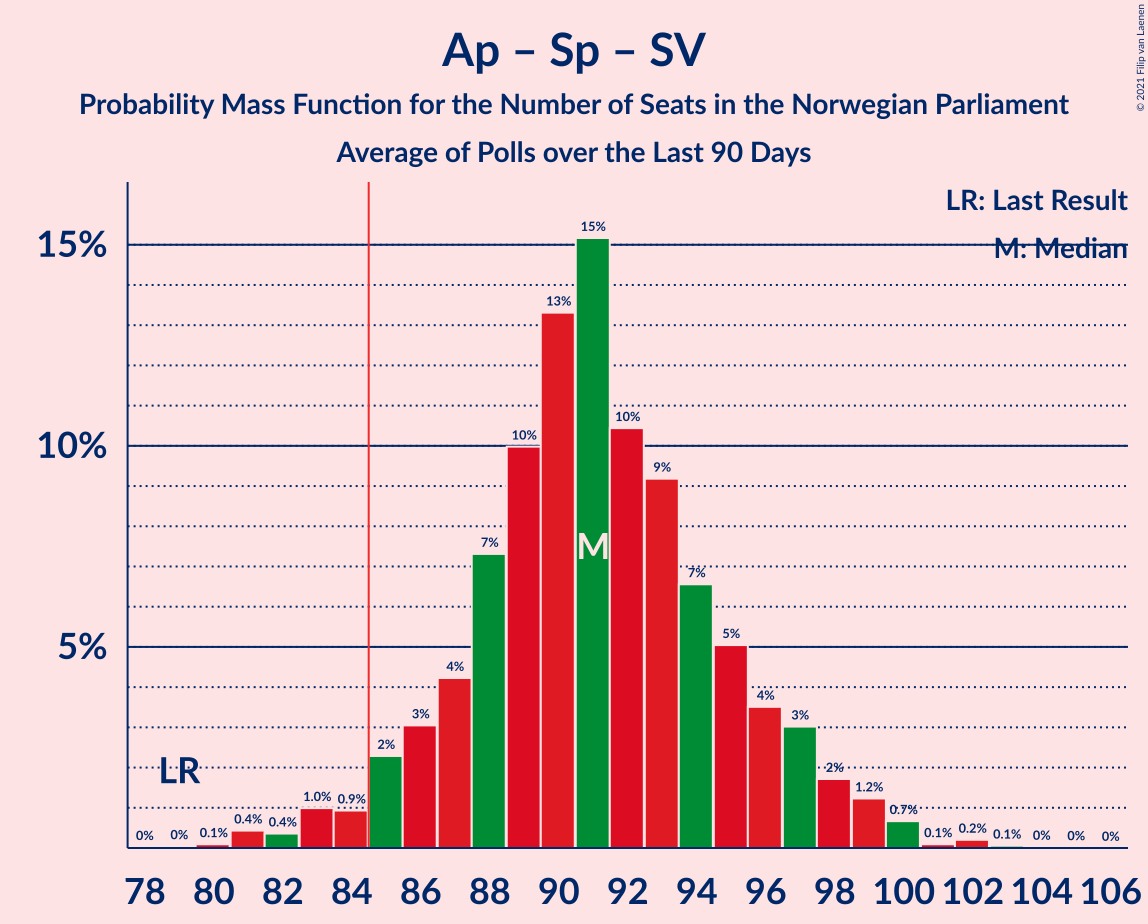 Ap – Sp – SV
Probability Mass Function for the Number of Seats in the Norwegian Parliament
Average of Polls over the Last 90 Days
© 2021 Filip van Laenen
LR: Last Result
M: Median
15%
10%
5%
0% 0% 0.1% 0.4% 0.4% 1.0% 0.9% 2% 3% 4% 7% 10% 13% 15% 10% 9% 7% 5% 4% 3% 2% 1.2% 0.7% 0.1% 0.2% 0.1% 0% 0% 0%
M
LR
78 80 82 84 86 88 90 92 94 96 98 100 102 104 106